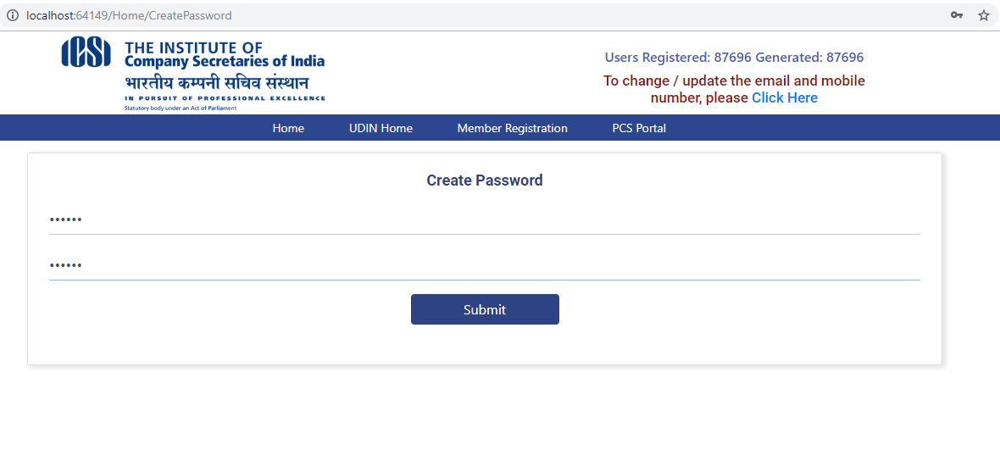 localhost:64149/Home/CreatePassword
ICSI
THE INSTITUTE OF
Company Secretaries of India
भारतीय कम्पनी सचिव संस्थान
IN PURSUIT OF PROFESSIONAL EXCELLENCE
Statutory body under an Act of Parliament
Users Registered: 87696 Generated: 87696
To change / update the email and mobile
number, please Click Here
Home UDIN Home Member Registration PCS Portal
Create Password
••••••
••••••
Submit